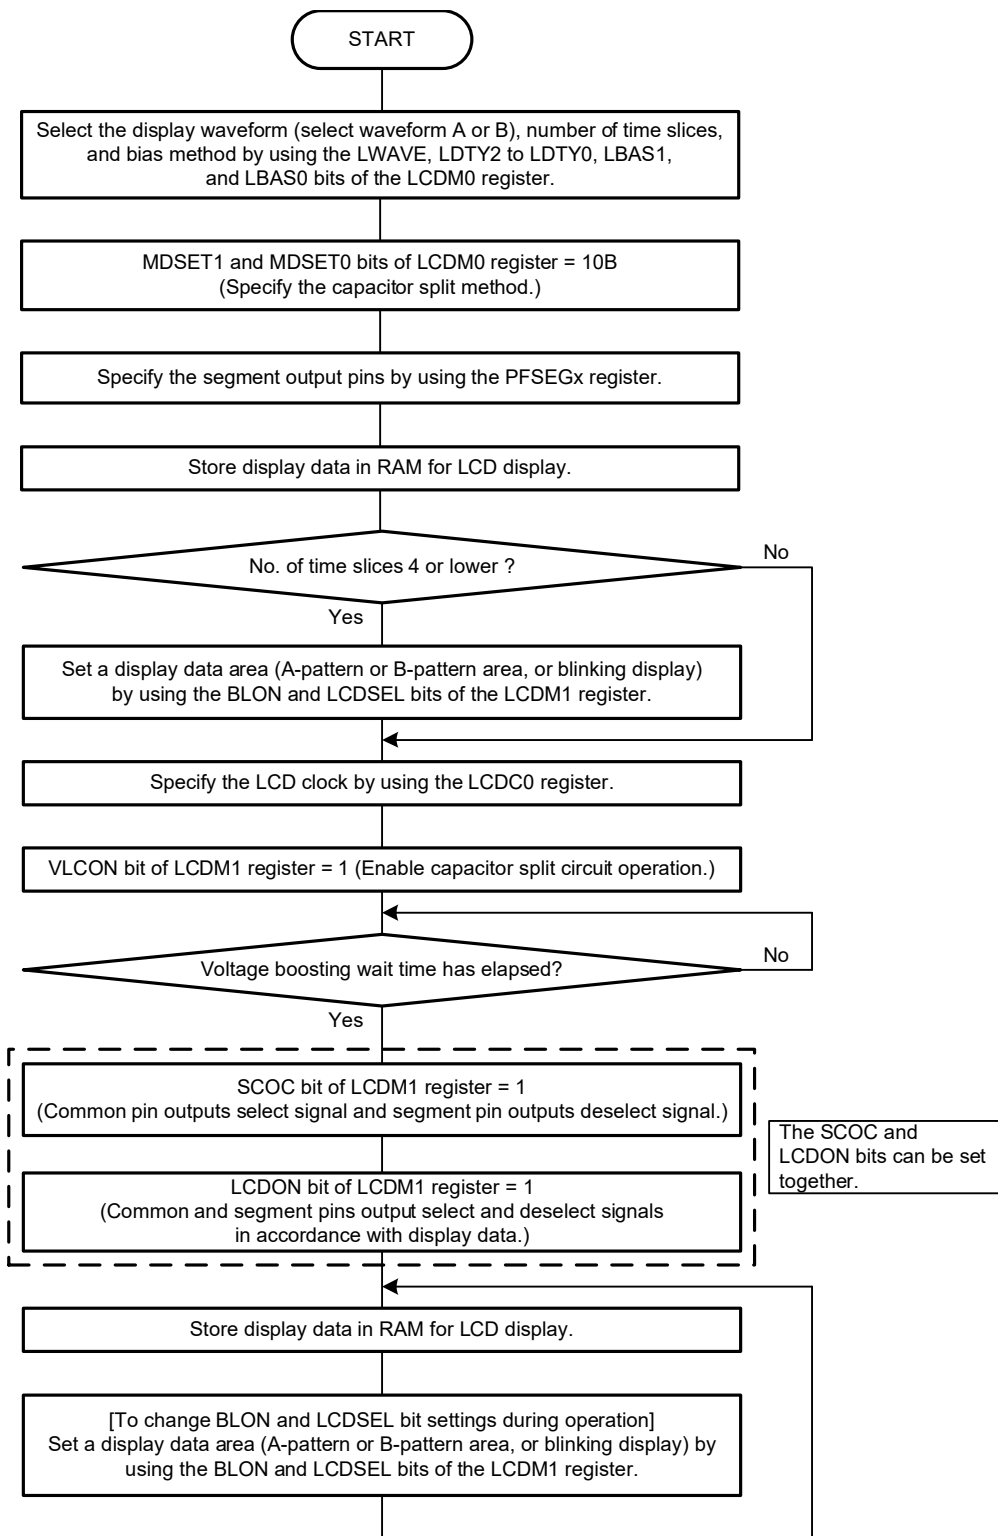 START
Select the display waveform (select waveform A or B), number of time slices,
and bias method by using the LWAVE, LDTY2 to LDTY0, LBAS1,
and LBAS0 bits of the LCDM0 register.
MDSET1 and MDSET0 bits of LCDM0 register = 10B
(Specify the capacitor split method.)
Specify the segment output pins by using the PFSEGx register.
Store display data in RAM for LCD display.
No. of time slices 4 or lower ?
No
Yes
Set a display data area (A-pattern or B-pattern area, or blinking display)
by using the BLON and LCDSEL bits of the LCDM1 register.
Specify the LCD clock by using the LCDC0 register.
VLCON bit of LCDM1 register = 1 (Enable capacitor split circuit operation.)
Voltage boosting wait time has elapsed?
No
Yes
SCOC bit of LCDM1 register = 1
(Common pin outputs select signal and segment pin outputs deselect signal.)
The SCOC and
LCDON bits can be set
together.
LCDON bit of LCDM1 register = 1
(Common and segment pins output select and deselect signals
in accordance with display data.)
Store display data in RAM for LCD display.
[To change BLON and LCDSEL bit settings during operation]
Set a display data area (A-pattern or B-pattern area, or blinking display) by
using the BLON and LCDSEL bits of the LCDM1 register.